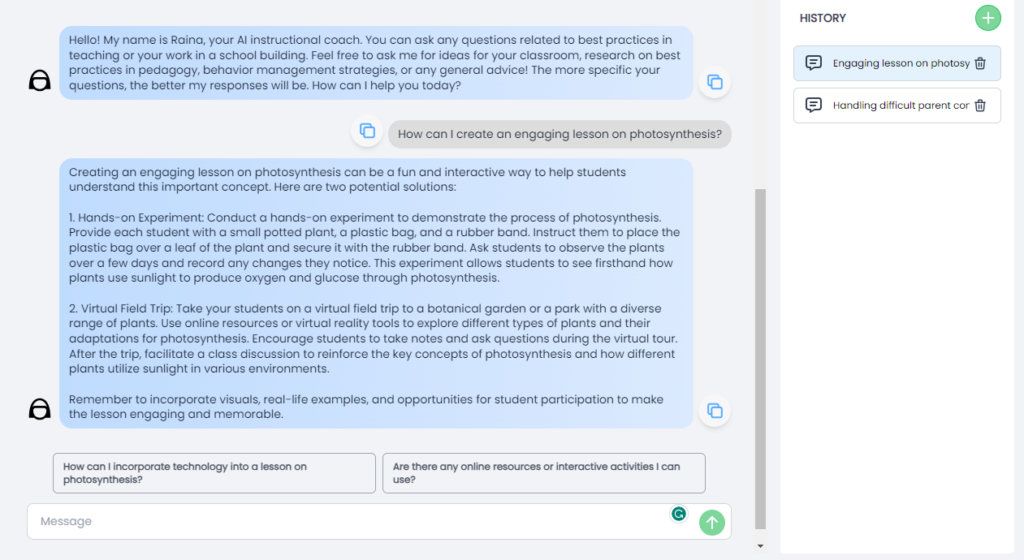 HISTORY
Hello! My name is Raina, your AI instructional coach. You can ask any questions related to best practices in
teaching or your work in a school building. Feel free to ask me for ideas for your classroom, research on best
practices in pedagogy, behavior management strategies, or any general advice! The more specific your
questions, the better my responses will be. How can I help you today?
Engaging lesson on photosy
Handling difficult parent cor
How can I create an engaging lesson on photosynthesis?
Creating an engaging lesson on photosynthesis can be a fun and interactive way to help students
understand this important concept. Here are two potential solutions:
1. Hands-on Experiment: Conduct a hands-on experiment to demonstrate the process of photosynthesis.
Provide each student with a small potted plant, a plastic bag, and a rubber band. Instruct them to place the
plastic bag over a leaf of the plant and secure it with the rubber band. Ask students to observe the plants
over a few days and record any changes they notice. This experiment allows students to see firsthand how
plants use sunlight to produce oxygen and glucose through photosynthesis.
2. Virtual Field Trip: Take your students on a virtual field trip to a botanical garden or a park with a diverse
range of plants. Use online resources or virtual reality tools to explore different types of plants and their
adaptations for photosynthesis. Encourage students to take notes and ask questions during the virtual tour.
After the trip, facilitate a class discussion to reinforce the key concepts of photosynthesis and how different
plants utilize sunlight in various environments.
Remember to incorporate visuals, real-life examples, and opportunities for student participation to make
the lesson engaging and memorable.
How can I incorporate technology into a lesson on
photosynthesis?
Are there any online resources or interactive activities I can
use?
Message